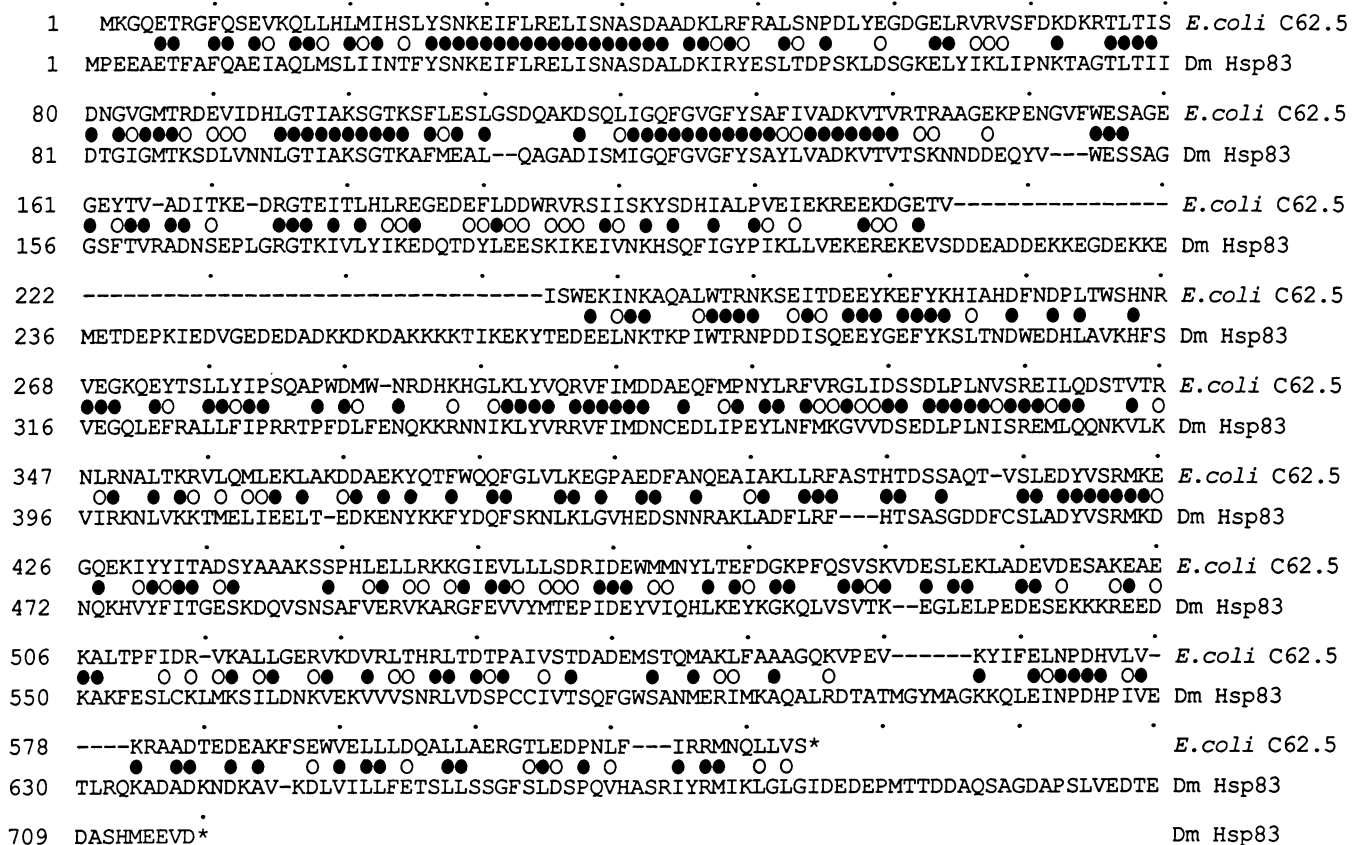 1 MKGQETRGFQSEVKQLLHLMIHSLYSNKEIFLRELISNASDAADKLRFRALSNPDLYEGDGELRVRVSFDKDKRTLTIS E.coli C62.5
1 MPEEAETFAFQAEIAQLMSLIINTFYSNKEIFLRELISNASDALDKIRYESLTDPSKLDSGKELYIKLIPNKTAGTLTII Dm Hsp83
80 DNGVGMTRDEVIDHLGTIAKSGTKSFLESLGSDQAKDSQLIGQFGVGFYSAFIVADKVTVRTRAAGEKPENGVFWESAGE E.coli C62.5
81 DTGIGMTKSDLVNNLGTIAKSGTKAFMEAL--QAGADISMIGQFGVGFYSAYLVADKVTVTSKNNDDEQYV---WESSAG Dm Hsp83
161 GEYTV-ADITKE-DRGTEITLHLREGEDEFLDDWRVRSIISKYSDHIALPVEIEKREEKDGETV---------------- E.coli C62.5
156 GSFTVRADNSEPLGRGTKIVLYIKEDQTDYLEESKIKEIVNKHSQFIGYPIKLLVEKEREKEVSDDEADDEKKEGDEKKE Dm Hsp83
222 ---------------------------ISWEKINKAQALWTRNKSEITDEEYKEFYKHIAHDFNDPLTWSHNR E.coli C62.5
236 METDEPKIEDVGEDEDADKKDKDAKKKKTIKEKYTEDEELNKTKPIWTRNPDDISQEEYGEFYKSLTNDWEDHLAVKHFS Dm Hsp83
268 VEGKQEYTSLLYIPSQAPWDMW-NRDHKHGLKLYVQRVFIMDDAEQFMPNYLRFVRGLIDSSDLPLNVSREILQDSTVTR E.coli C62.5
316 VEGQLEFRALLFIPRRTPFDLFENQKKRNNIKLYVRRVFIMDNCEDLIPEYLNFMKGVVDSEDLPLNISREMLQQNKVLK Dm Hsp83
347 NLRNALTKRVLQMLEKLAKDDAEKYQTFWQQFGLVLKEGPAEDFANQEAIAKLLRFASTHTDSSAQT-VSLEDYVSRMKE E.coli C62.5
396 VIRKNLVKKTMELIEELT-EDKENYKKFYDQFSKNLKLGVHEDSNNRAKLADFLRF---HTSASGDDFCSLADYVSRMKD Dm Hsp83
426 GQEKIYYITADSYAAAKSSPHLELLRKKGIEVLLLSDRIDEWMMNYLTEFDGKPFQSVSKVDESLEKLADEVDESAKEAE E.coli C62.5
472 NQKHVYFITGESKDQVSNSAFVERVKARGFEVVYMTEPIDEYVIQHLKEYKGKQLVSVTK--EGLELPEDESEKKKREED Dm Hsp83
506 KALTPFIDR-VKALLGERVKDVRLTHRLTDTPAIVSTDADEMSTQMAKLFAAAGQKVPEV------KYIFELNPDHVLV- E.coli C62.5
550 KAKFESLCKLMKSILDNKVEKVVVSNRLVDSPCCIVTSQFGWSANMERIMKAQALRDTATMGYMAGKKQLEINPDHPIVE Dm Hsp83
578 ----KRAADTEDEAKFSEWVELLLDQALLAERGTLEDPNLF---IRRMNQLLVS* E.coli C62.5
630 TLRQKADADKNDKAV-KDLVILLFETSLLSSGFSLDSPQVHASRIYRMIKLGLGIDEDEPMTTDDAQSAGDAPSLVEDTE Dm Hsp83
709 DASHMEEVD* Dm Hsp83